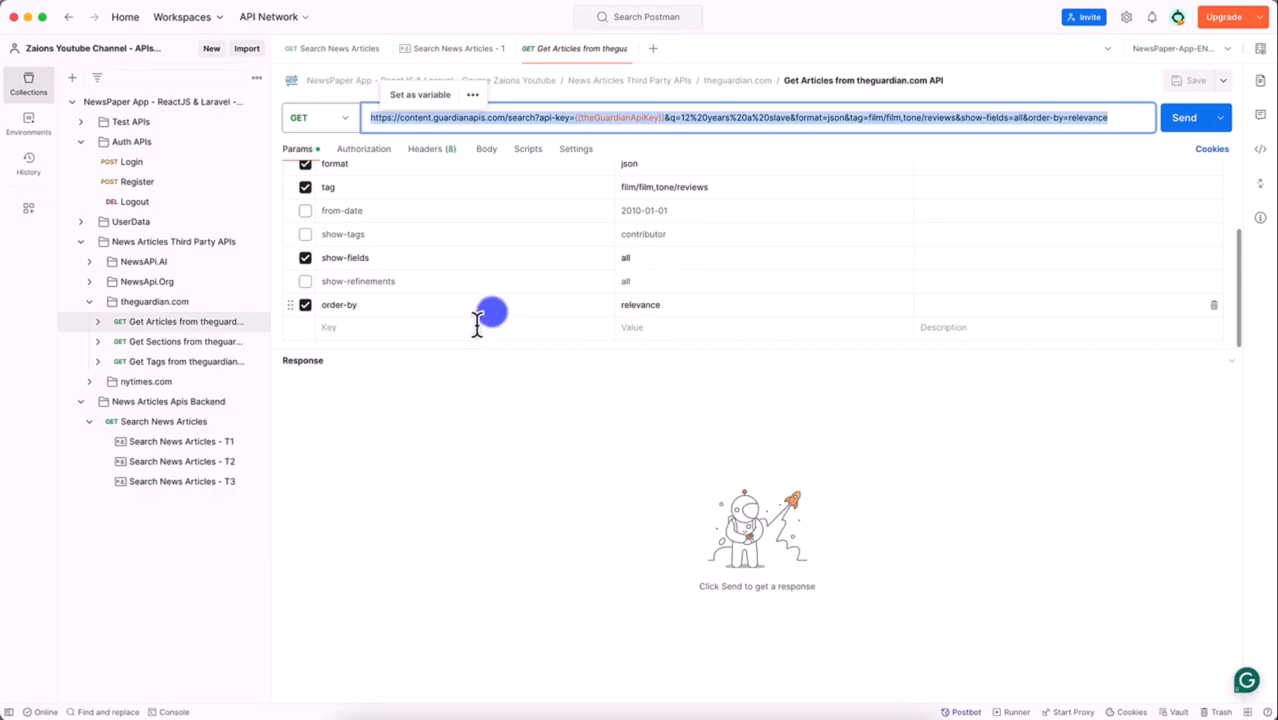 Home Workspaces API Network Search Postman Invite Upgrade
Zaions Youtube Channel - APIs... New Import GET Search News Articles Search News Articles - 1 GET Get Articles from thegua NewsPaper-App-EN...
Collections
Environments
History
NewsPaper App - ReactJS & Laravel -...
Test APIs
Auth APIs
POST Login
POST Register
DEL Logout
UserData
News Articles Third Party APIs
NewsAPI.AI
NewsApi.Org
theguardian.com
GET Get Articles from theguard...
GET Get Sections from theguar...
GET Get Tags from theguardian...
nytimes.com
News Articles Apis Backend
GET Search News Articles
Search News Articles - T1
Search News Articles - T2
Search News Articles - T3
NewsPaper App - ReactJS & Laravel - Course Zaions Youtube / News Articles Third Party APIs / theguardian.com / Get Articles from theguardian.com API Save
Set as variable
GET https://content.guardianapis.com/search?api-key={{theGuardianApiKey}}&q=12%20years%20a%20slave&format=json&tag=film/film,tone/reviews&show-fields=all&order-by=relevance Send
Params Authorization Headers (8) Body Scripts Settings Cookies
format json
tag film/film,tone/reviews
from-date 2010-01-01
show-tags contributor
show-fields all
show-refinements all
order-by relevance
Key Value Description
Response
Click Send to get a response
Online Find and replace Console Postbot Runner Start Proxy Cookies Vault Trash